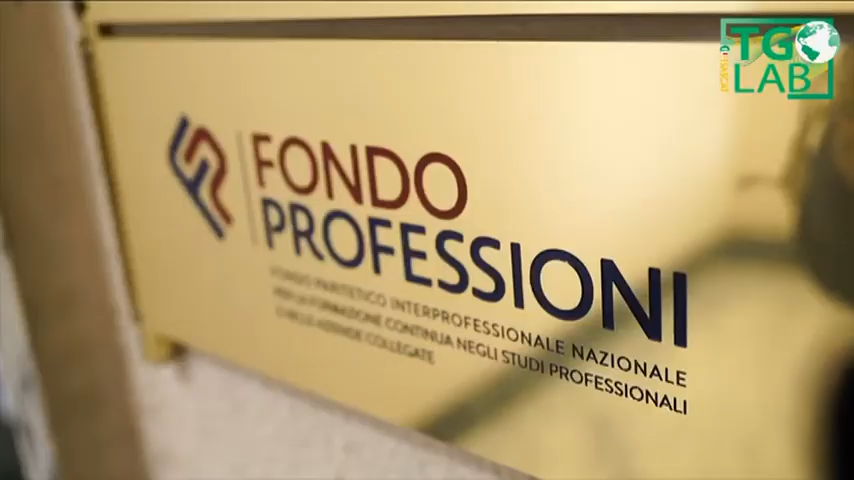 TG
LAB
FONDO
PROFESSIONI
FONDO PARITETICO INTERPROFESSIONALE NAZIONALE
PER LA FORMAZIONE CONTINUA NEGLI STUDI PROFESSIONALI
E NELLE AZIENDE COLLEGATE